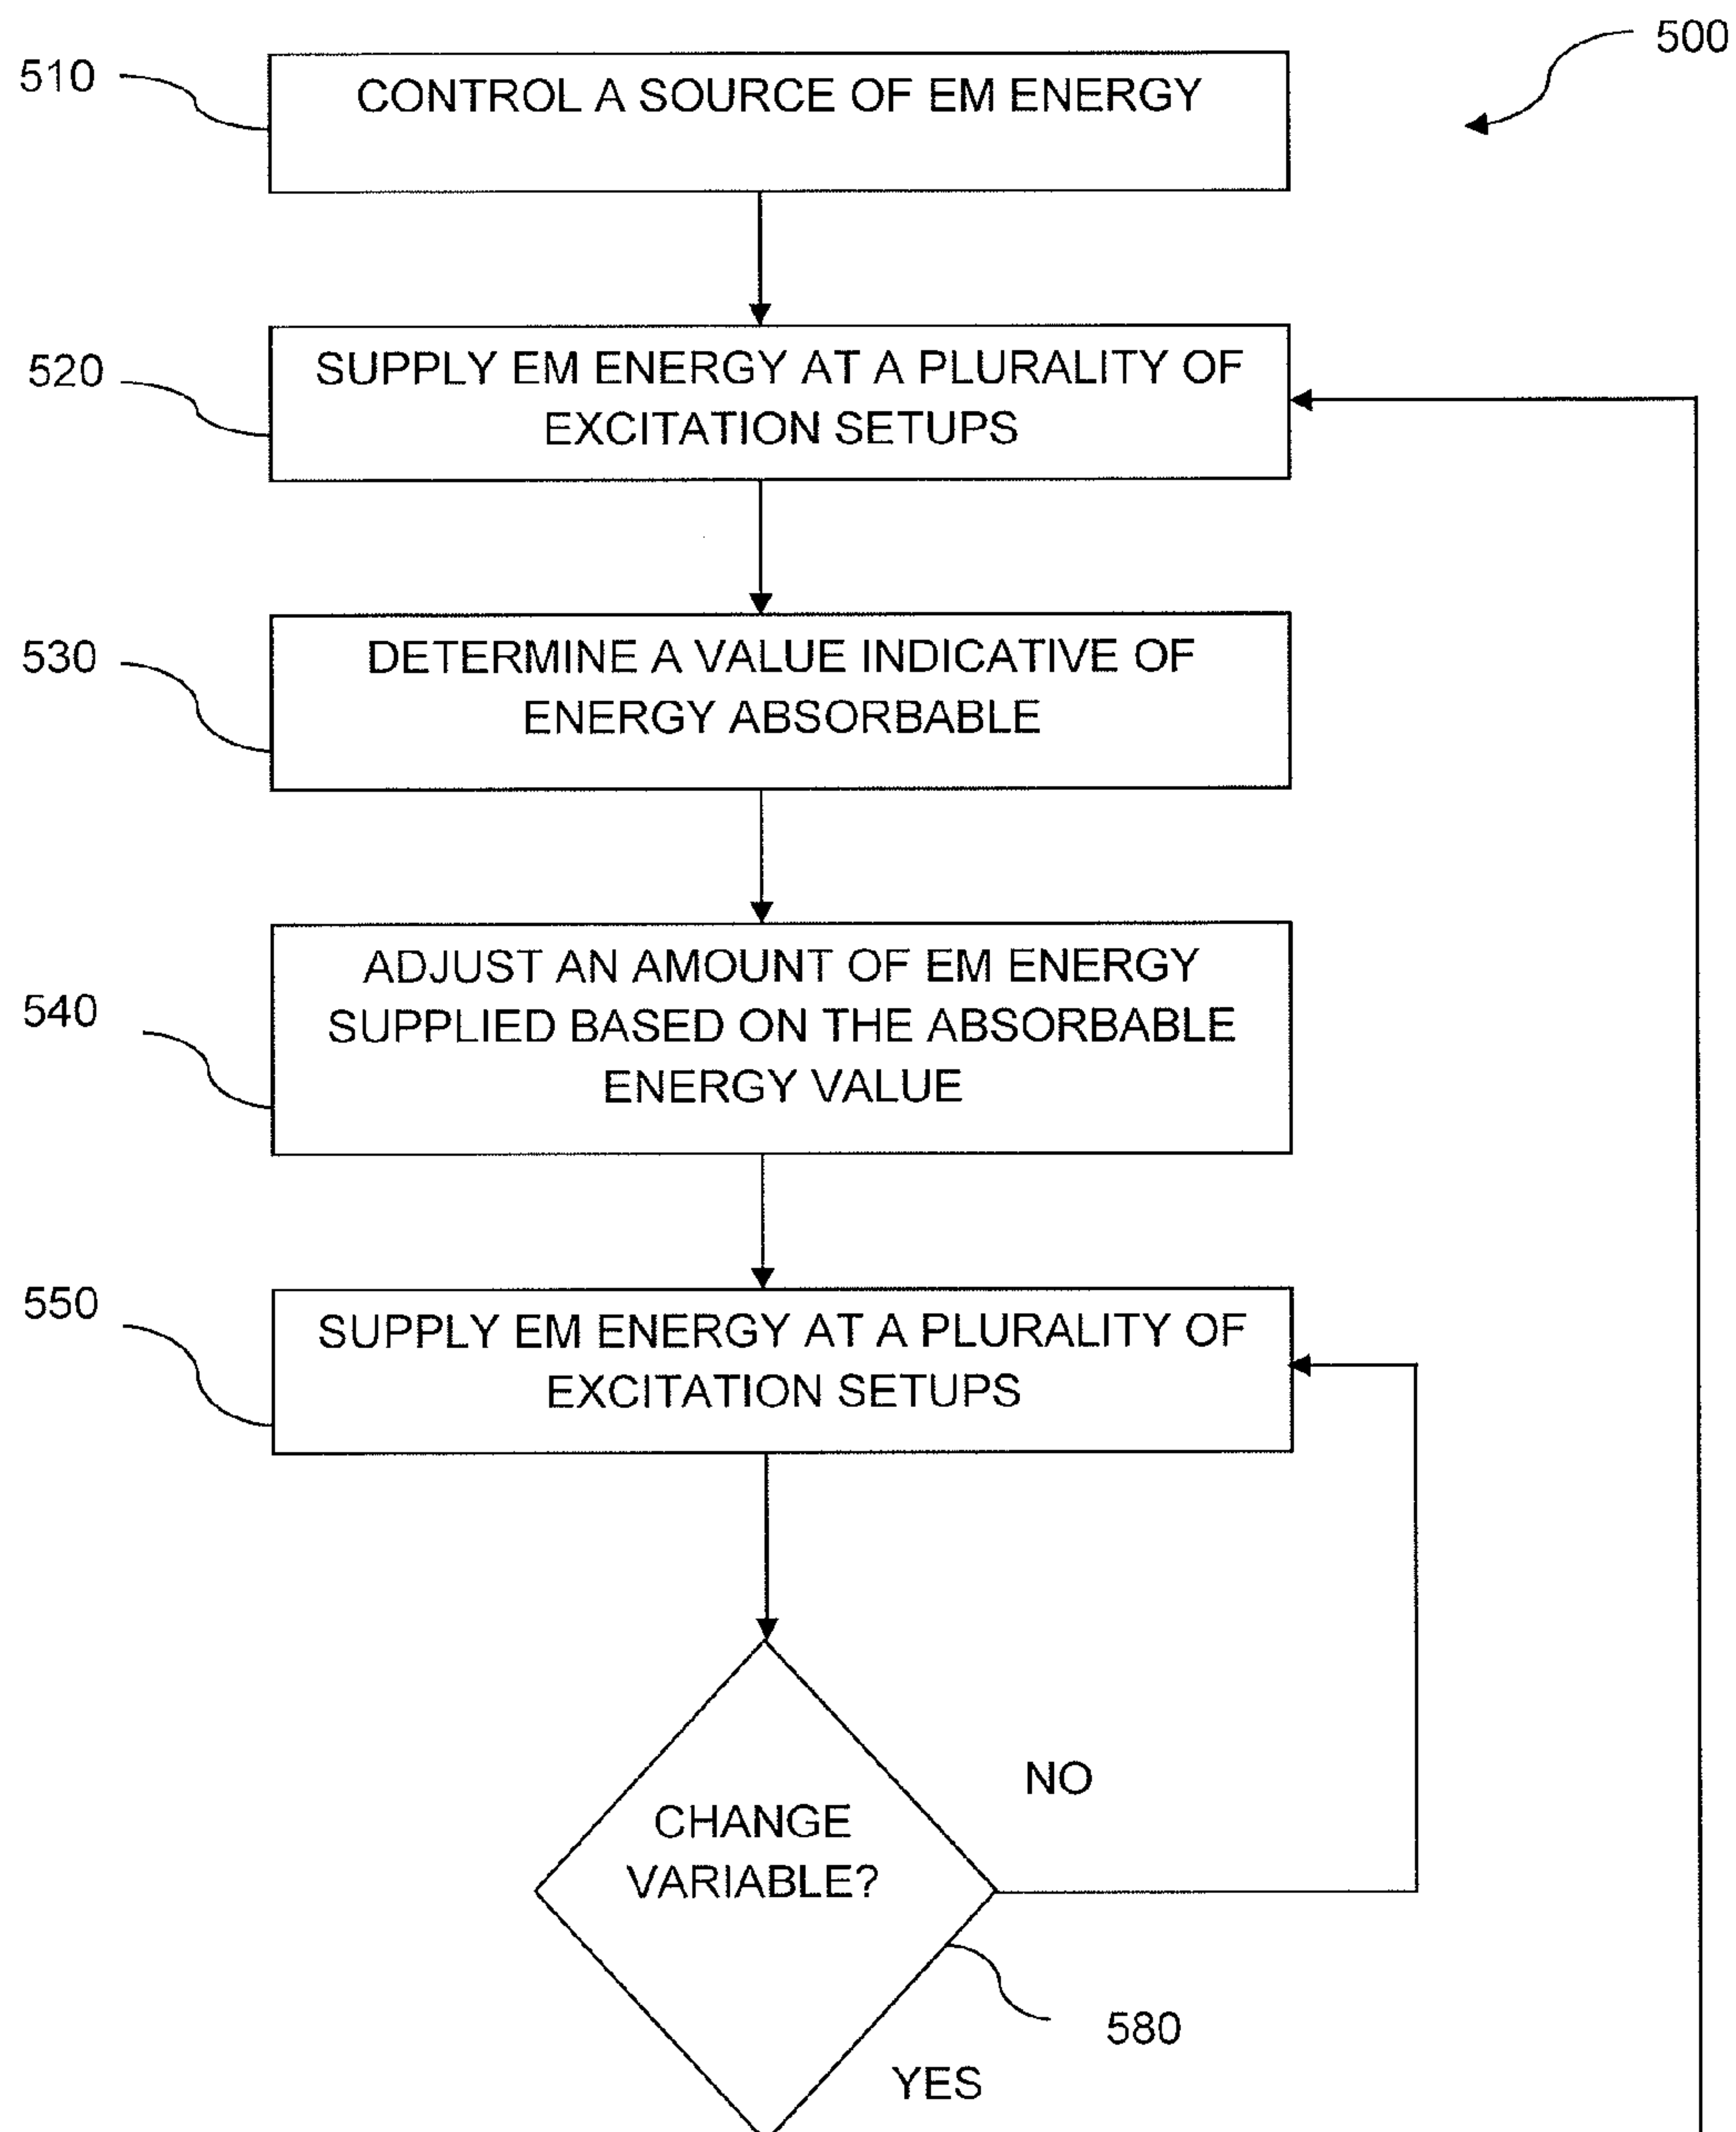 500
510
CONTROL A SOURCE OF EM ENERGY
520
SUPPLY EM ENERGY AT A PLURALITY OF
EXCITATION SETUPS
530
DETERMINE A VALUE INDICATIVE OF
ENERGY ABSORBABLE
540
ADJUST AN AMOUNT OF EM ENERGY
SUPPLIED BASED ON THE ABSORBABLE
ENERGY VALUE
550
SUPPLY EM ENERGY AT A PLURALITY OF
EXCITATION SETUPS
NO
CHANGE
VARIABLE?
580
YES